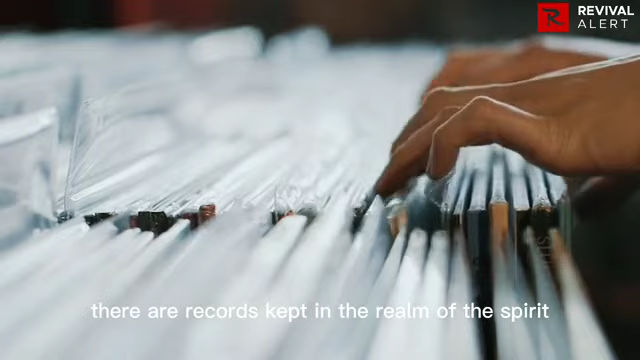 REVIVAL
ALERT
there are records kept in the realm of the spirit